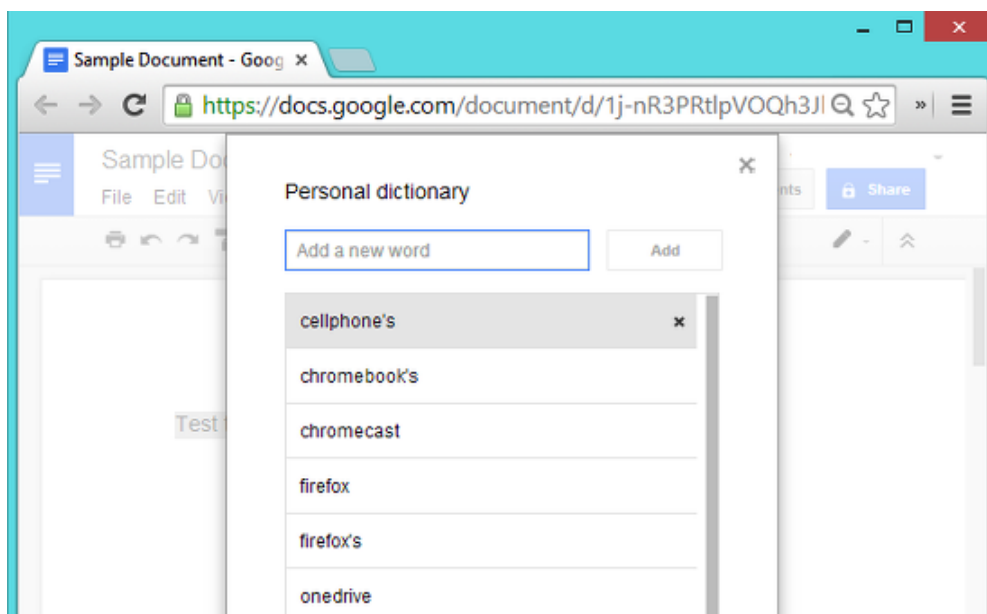 Sample Document - Goog
https://docs.google.com/document/d/1j-nR3PRtlpVOQh3Jl
Sample Doc
File Edit Vi
Share
Personal dictionary
Add a new word
Add
cellphone's
chromebook's
chromecast
firefox
firefox's
onedrive
Test